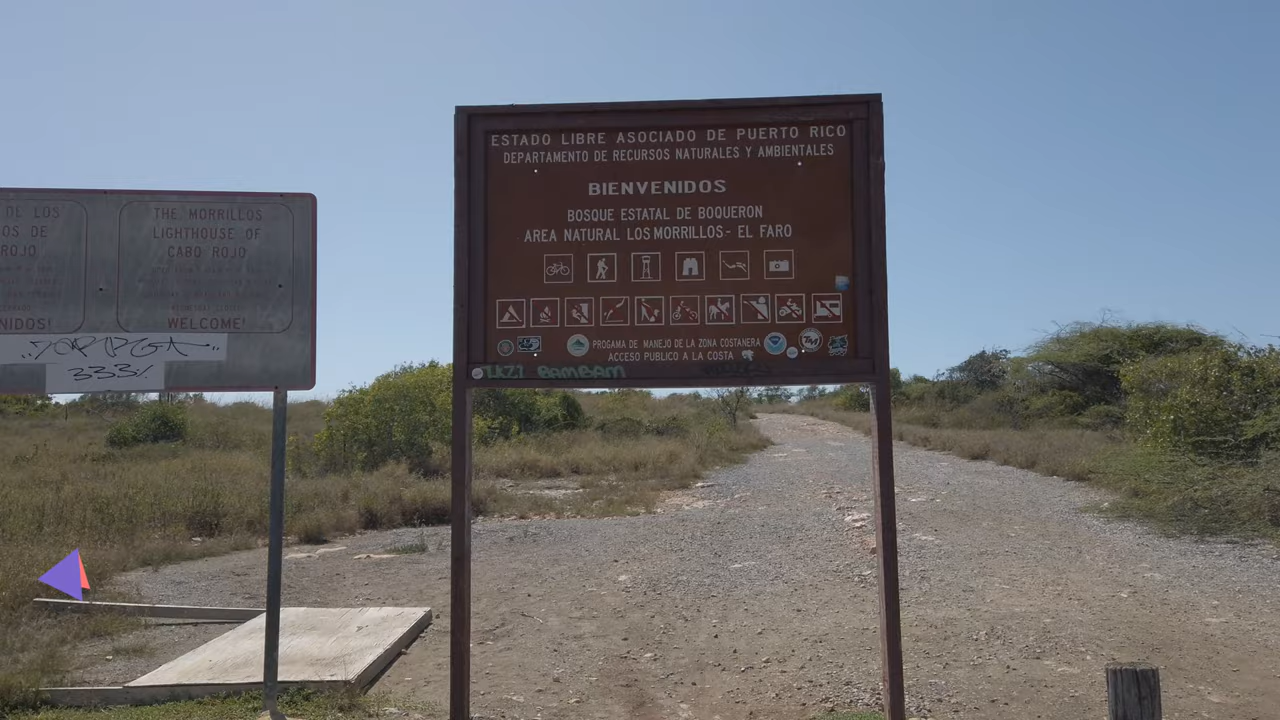 DE LOS
OS DE
ROJO
NIDOS!
THE MORRILLOS
LIGHTHOUSE OF
CABO ROJO
WELCOME!
333%
ESTADO LIBRE ASOCIADO DE PUERTO RICO
DEPARTAMENTO DE RECURSOS NATURALES Y AMBIENTALES
BIENVENIDOS
BOSQUE ESTATAL DE BOQUERON
AREA NATURAL LOS MORRILLOS - EL FARO
PROGAMA DE MANEJO DE LA ZONA COSTANERA
ACCESO PUBLICO A LA COSTA
BAMBAM